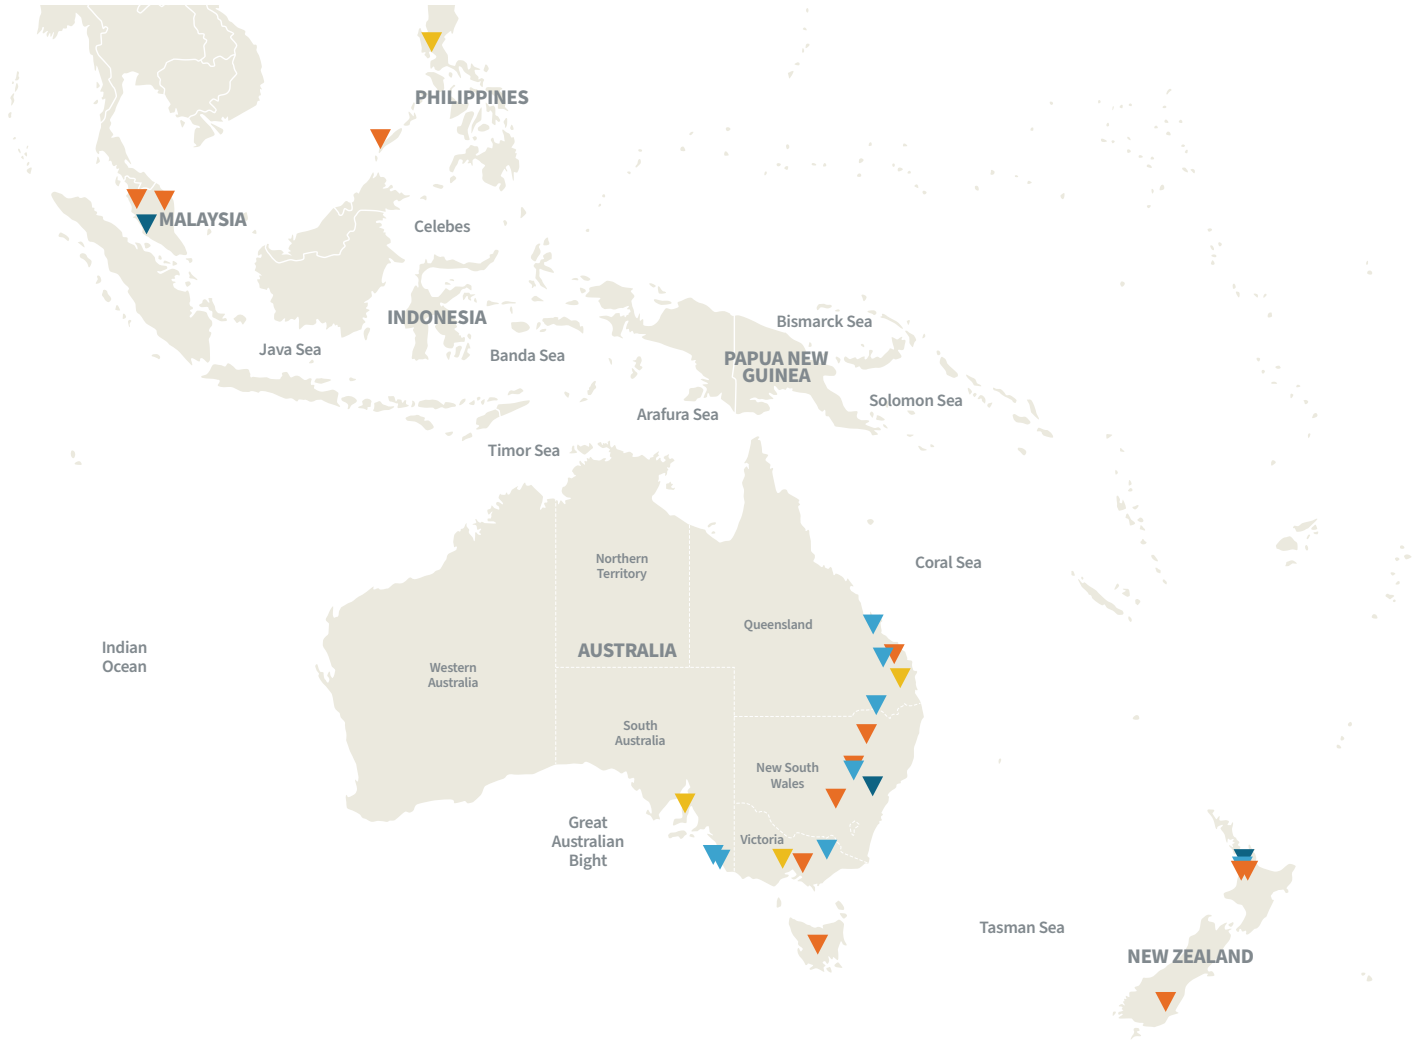 PHILIPPINES
MALAYSIA
Celebes
INDONESIA
Bismarck Sea
Java Sea
Banda Sea
PAPUA NEW
GUINEA
Solomon Sea
Arafura Sea
Timor Sea
Northern
Territory
Coral Sea
Queensland
Indian
Ocean
AUSTRALIA
Western
Australia
South
Australia
New South
Wales
Great
Australian
Bight
Victoria
Tasman Sea
NEW ZEALAND